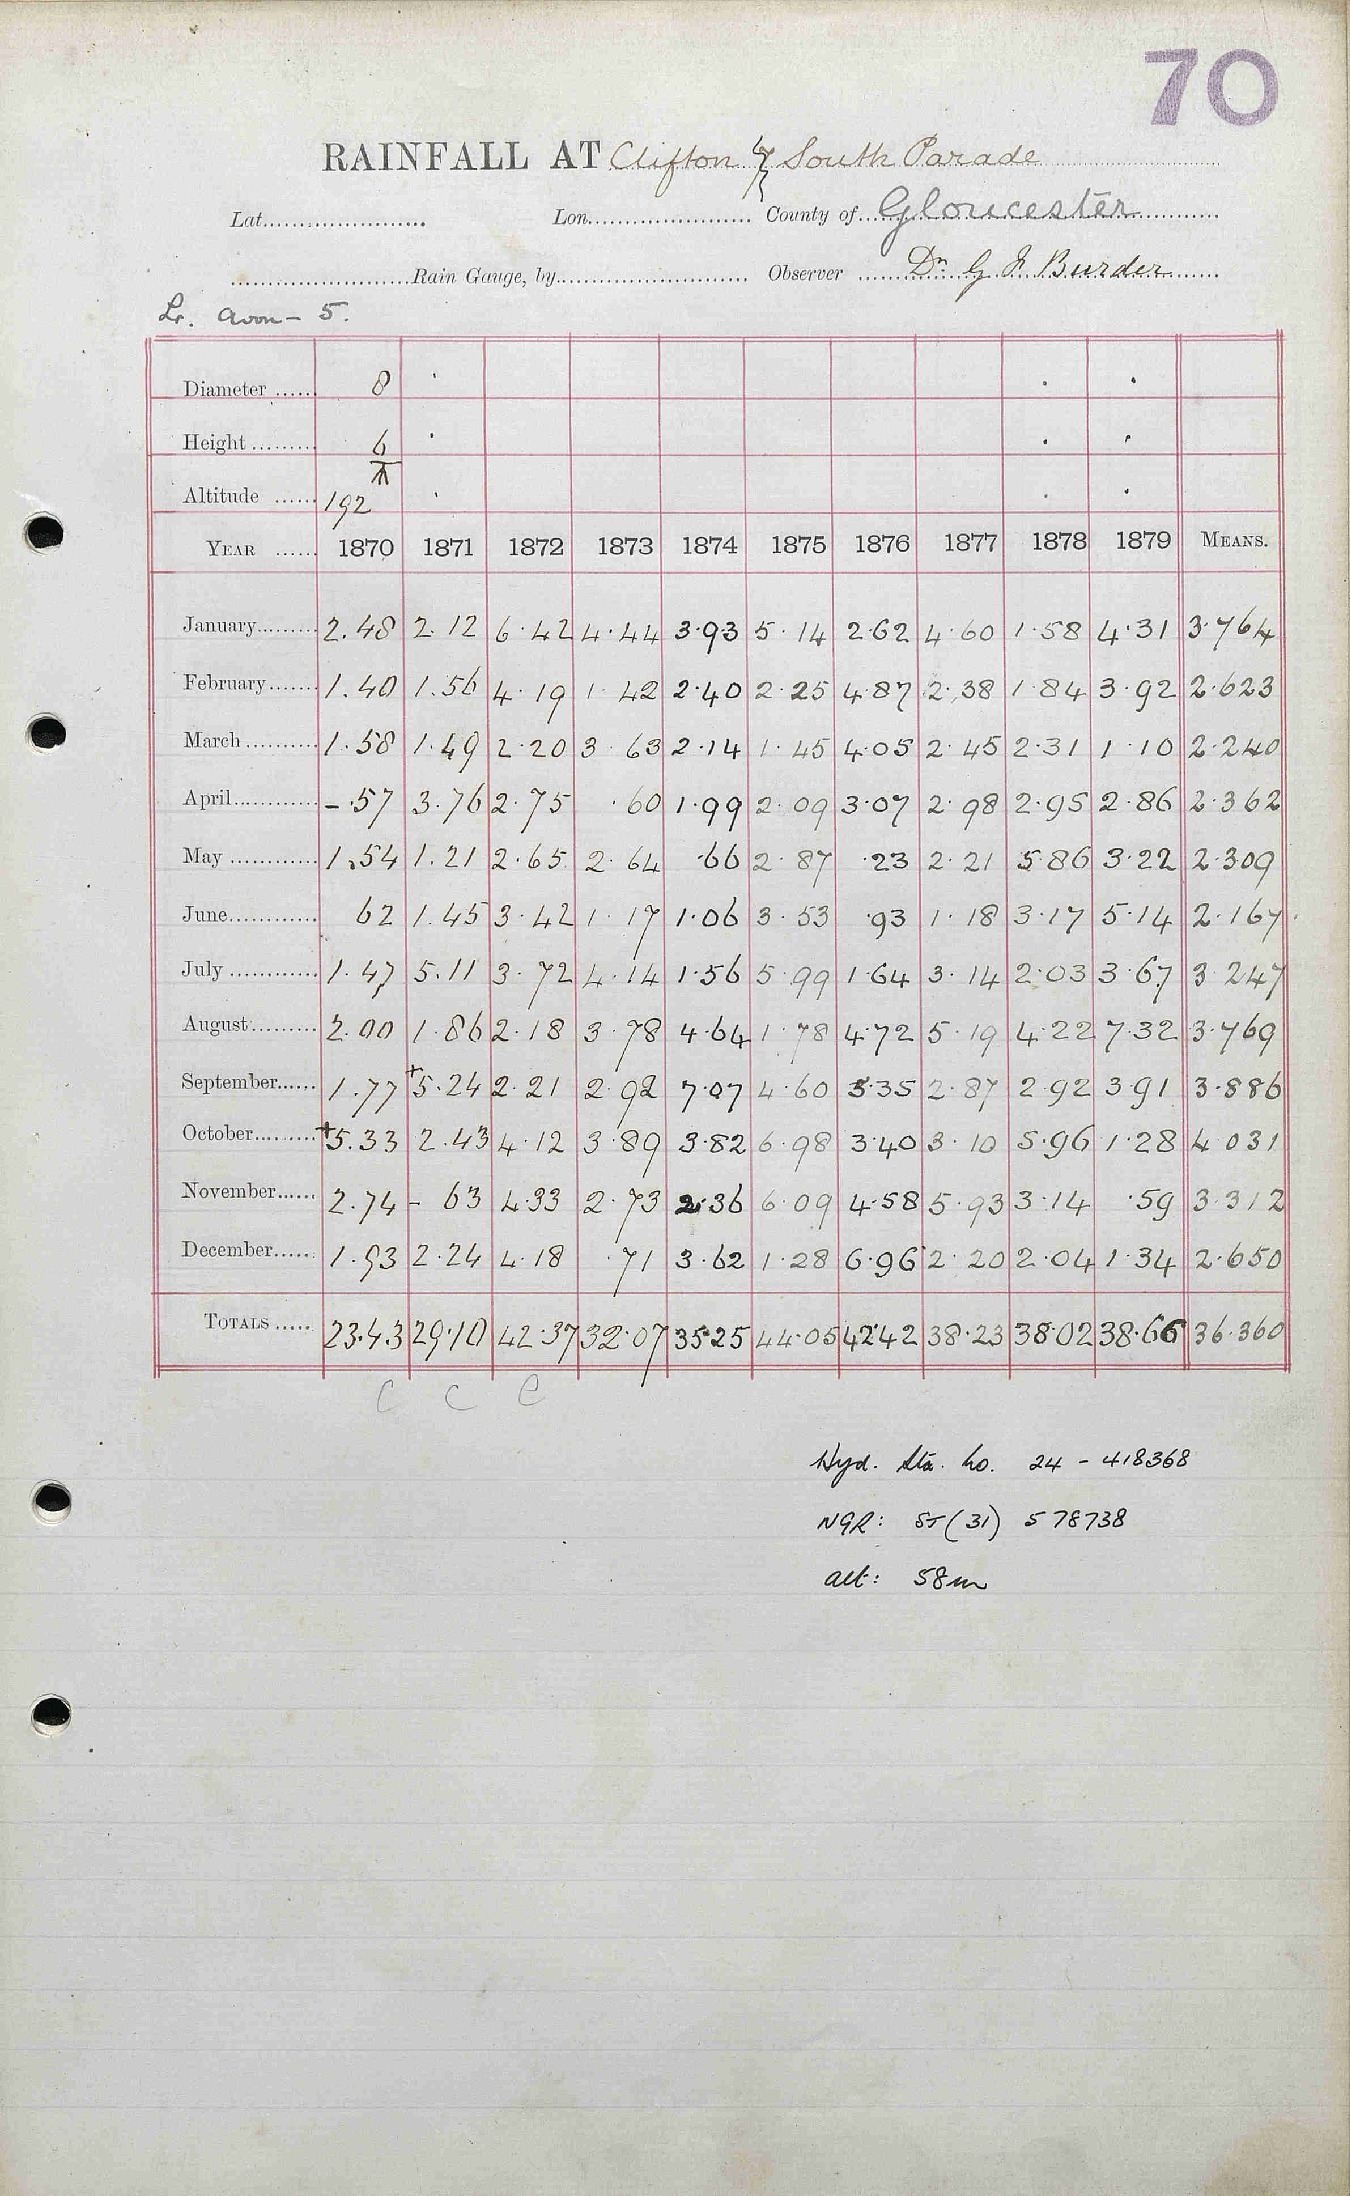 70
RAINFALL AT Clifton 7 South Parade
Lat. Lon. County of Gloucester
Rain Gauge, by Observer Dr. G F Burder
Lr. Avon - 5.
Diameter 8
Height 6
Altitude 192
YEAR 1870 1871 1872 1873 1874 1875 1876 1877 1878 1879 MEANS.
January 2.48 2.12 6.42 4.44 3.93 5.14 2.62 4.60 1.58 4.31 3.764
February 1.40 1.56 4.19 1.42 2.40 2.25 4.87 2.38 1.84 3.92 2.623
March 1.58 1.49 2.20 3.63 2.14 1.45 4.05 2.45 2.31 1.10 2.240
April -.57 3.76 2.75 .60 1.99 2.09 3.07 2.98 2.95 2.86 2.362
May 1.54 1.21 2.65 2.64 .66 2.87 .23 2.21 5.86 3.22 2.309
June 62 1.45 3.42 1.17 1.06 3.53 .93 1.18 3.17 5.14 2.167
July 1.47 5.11 3.72 4.14 1.56 5.99 1.64 3.14 2.03 3.67 3.247
August 2.00 1.86 2.18 3.78 4.64 1.78 4.72 5.19 4.22 7.32 3.769
September 1.77 +5.24 2.21 2.92 7.07 4.60 5.35 2.87 2.92 3.91 3.886
October +5.33 2.43 4.12 3.89 3.82 6.98 3.40 3.10 5.96 1.28 4.031
November 2.74 - 63 4.33 2.73 2.36 6.09 4.58 5.93 3.14 .59 3.312
December 1.93 2.24 4.18 .71 3.62 1.28 6.96 2.20 2.04 1.34 2.650
TOTALS 23.43 29.10 42.37 32.07 35.25 44.05 42.42 38.23 38.02 38.66 36.360
C C C
Hyd. Sta. No. 24 - 418368
NGR: ST (31) 578738
alt: 58m